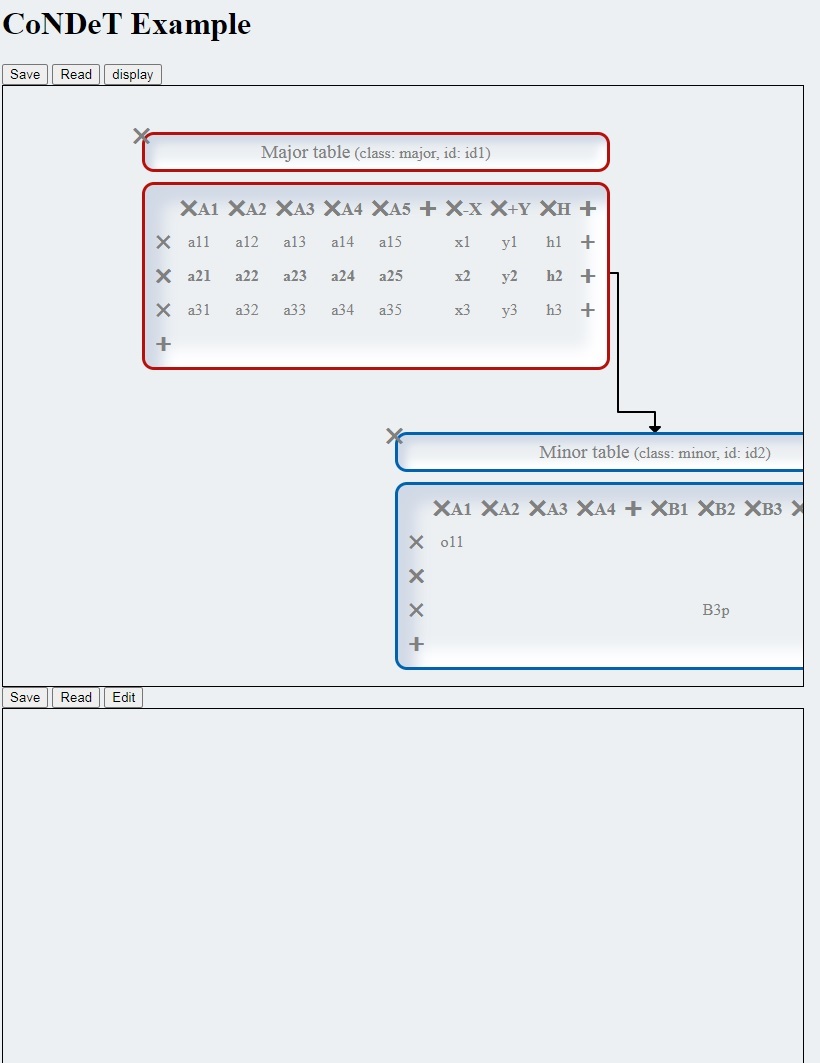 CoNDeT Example
Save Read display
Major table (class: major, id: id1)
A1 A2 A3 A4 A5 + -X +Y H +
a11 a12 a13 a14 a15 x1 y1 h1 +
a21 a22 a23 a24 a25 x2 y2 h2 +
a31 a32 a33 a34 a35 x3 y3 h3 +
+
Minor table (class: minor, id: id2)
A1 A2 A3 A4 + B1 B2 B3
o11
B3p
+
Save Read Edit